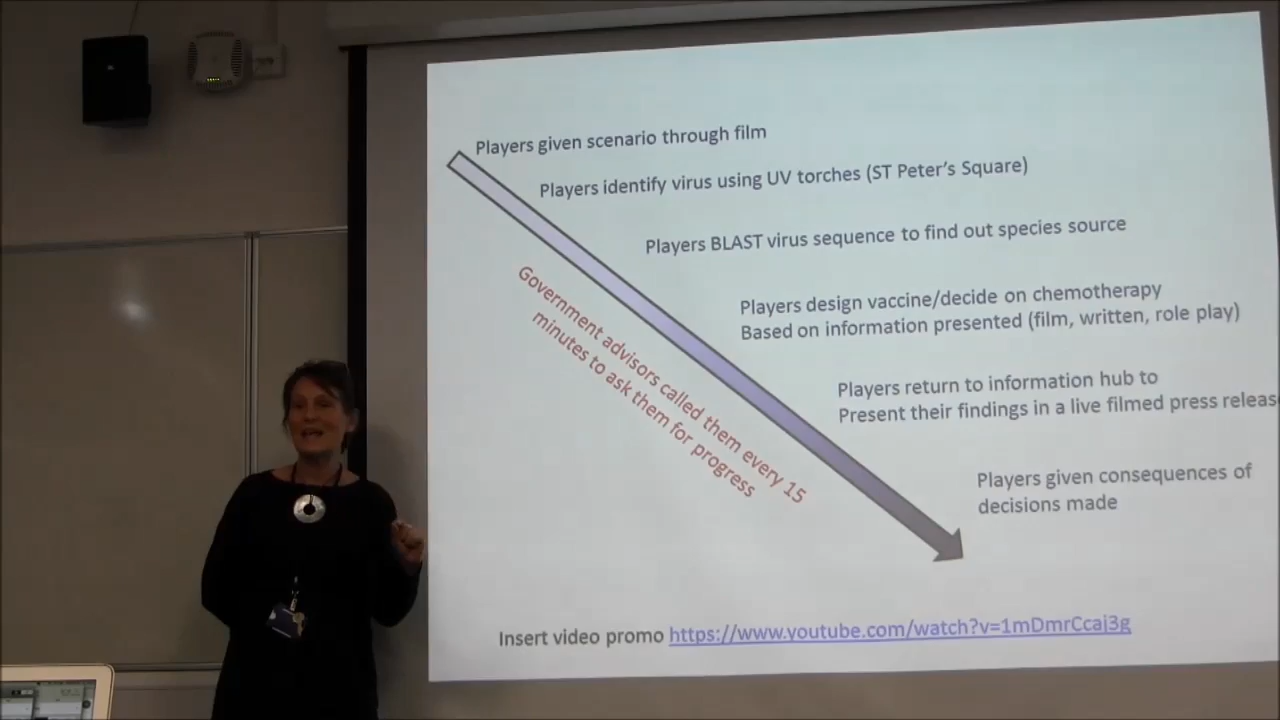 Players given scenario through film
Players identify virus using UV torches (ST Peter's Square)
Players BLAST virus sequence to find out species source
Players design vaccine/decide on chemotherapy
Based on information presented (film, written, role play)
Government advisors called them every 15
minutes to ask them for progress
Players return to information hub to
Present their findings in a live filmed press releas
Players given consequences of
decisions made
Insert video promo https://www.youtube.com/watch?v=1mDmrCcaj3g